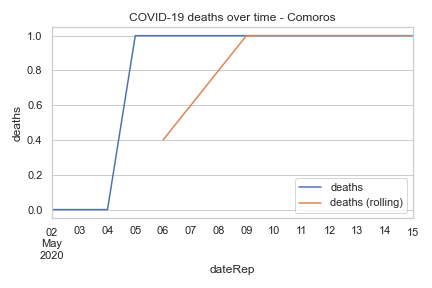 COVID-19 deaths over time - Comoros
deaths
1.0
0.8
0.6
0.4
0.2
0.0
02 03 04 05 06 07 08 09 10 11 12 13 14 15
May
2020
dateRep
deaths
deaths (rolling)